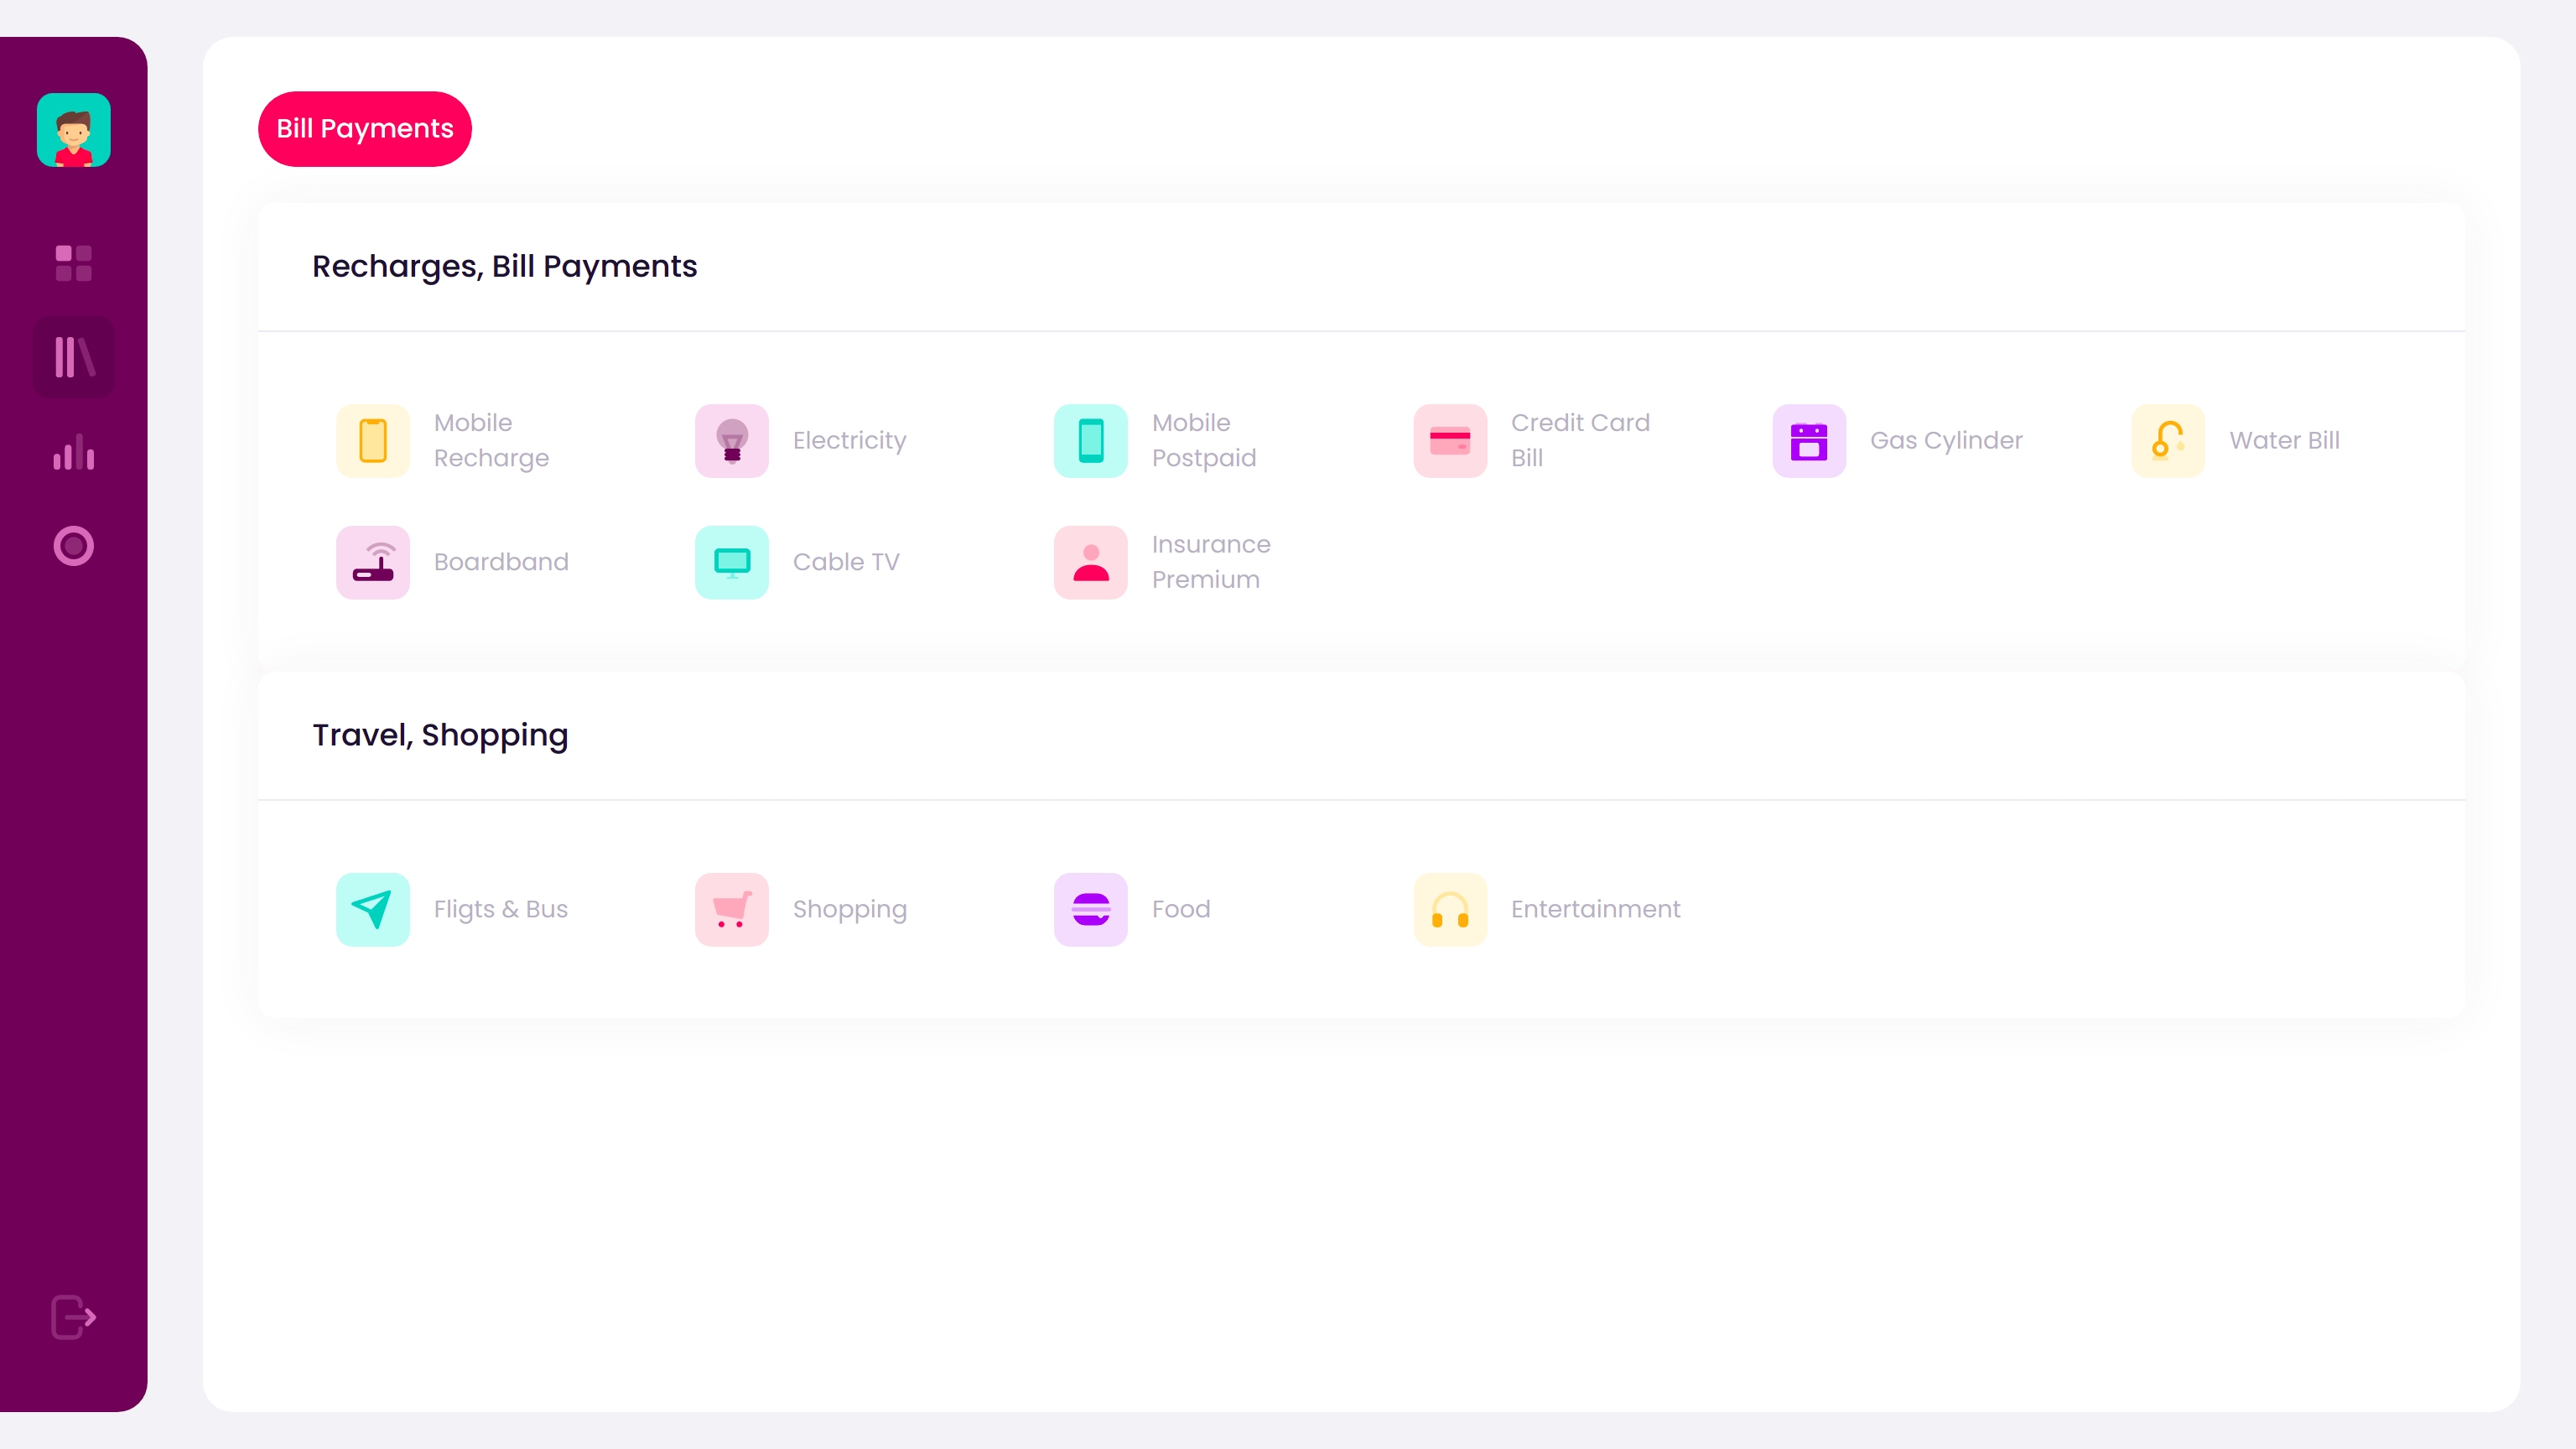 Bill Payments
Recharges, Bill Payments
Mobile
Recharge
Electricity
Mobile
Postpaid
Credit Card
Bill
Gas Cylinder
Water Bill
Boardband
Cable TV
Insurance
Premium
Travel, Shopping
Fligts & Bus
Shopping
Food
Entertainment